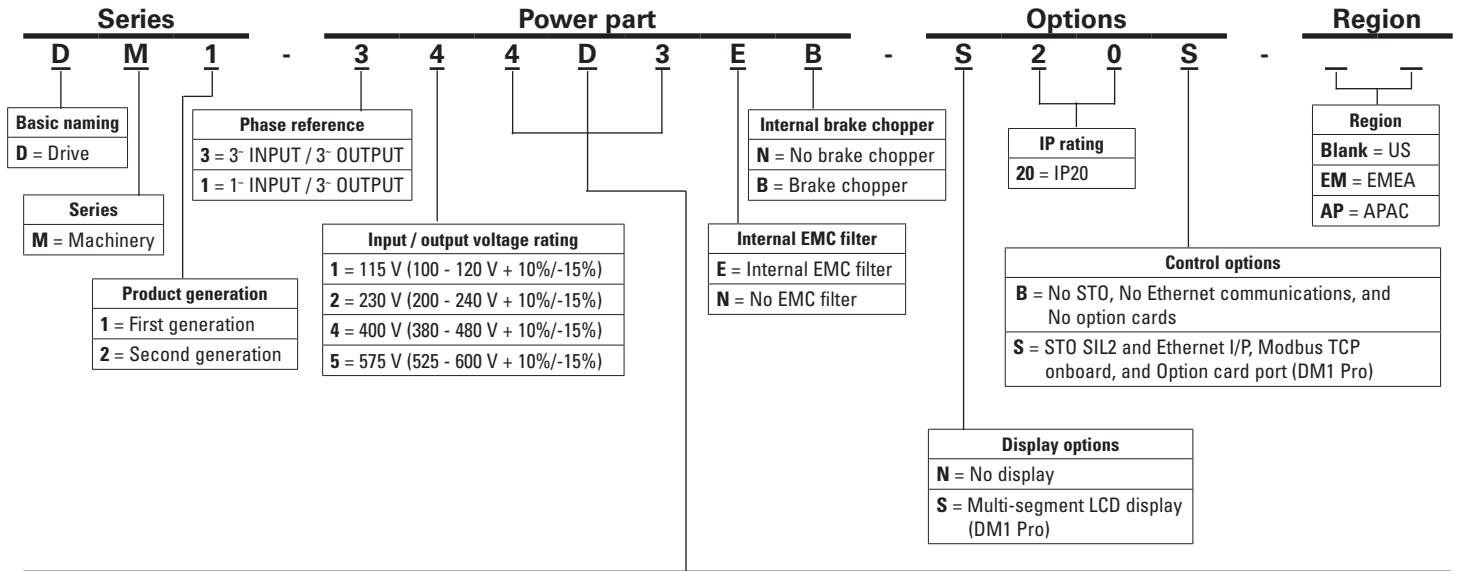 Series Power part Options Region
D M 1 - 3 4 4 D 3 E B - S 2 0 S - _ _
Basic naming
D = Drive
Series
M = Machinery
Product generation
1 = First generation
2 = Second generation
Phase reference
3 = 3~ INPUT / 3~ OUTPUT
1 = 1~ INPUT / 3~ OUTPUT
Input / output voltage rating
1 = 115 V (100 - 120 V + 10%/-15%)
2 = 230 V (200 - 240 V + 10%/-15%)
4 = 400 V (380 - 480 V + 10%/-15%)
5 = 575 V (525 - 600 V + 10%/-15%)
Internal brake chopper
N = No brake chopper
B = Brake chopper
Internal EMC filter
E = Internal EMC filter
N = No EMC filter
IP rating
20 = IP20
Region
Blank = US
EM = EMEA
AP = APAC
Control options
B = No STO, No Ethernet communications, and
No option cards
S = STO SIL2 and Ethernet I/P, Modbus TCP
onboard, and Option card port (DM1 Pro)
Display options
N = No display
S = Multi-segment LCD display
(DM1 Pro)